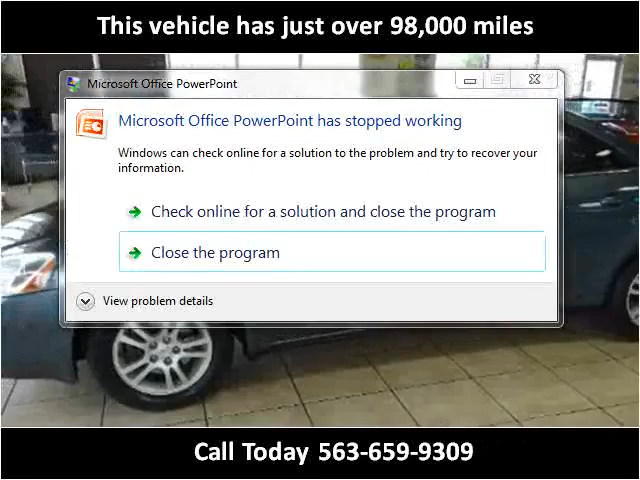 This vehicle has just over 98,000 miles
Microsoft Office PowerPoint
Microsoft Office PowerPoint has stopped working
Windows can check online for a solution to the problem and try to recover your
information.
Check online for a solution and close the program
Close the program
View problem details
Call Today 563-659-9309